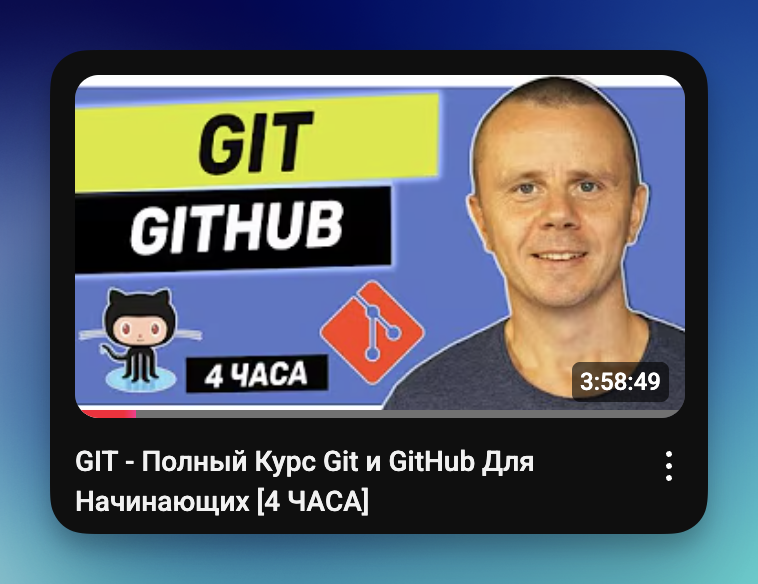 GIT
GITHUB
4 ЧАСА
3:58:49
GIT - Полный Курс Git и GitHub Для
Начинающих [4 ЧАСА]